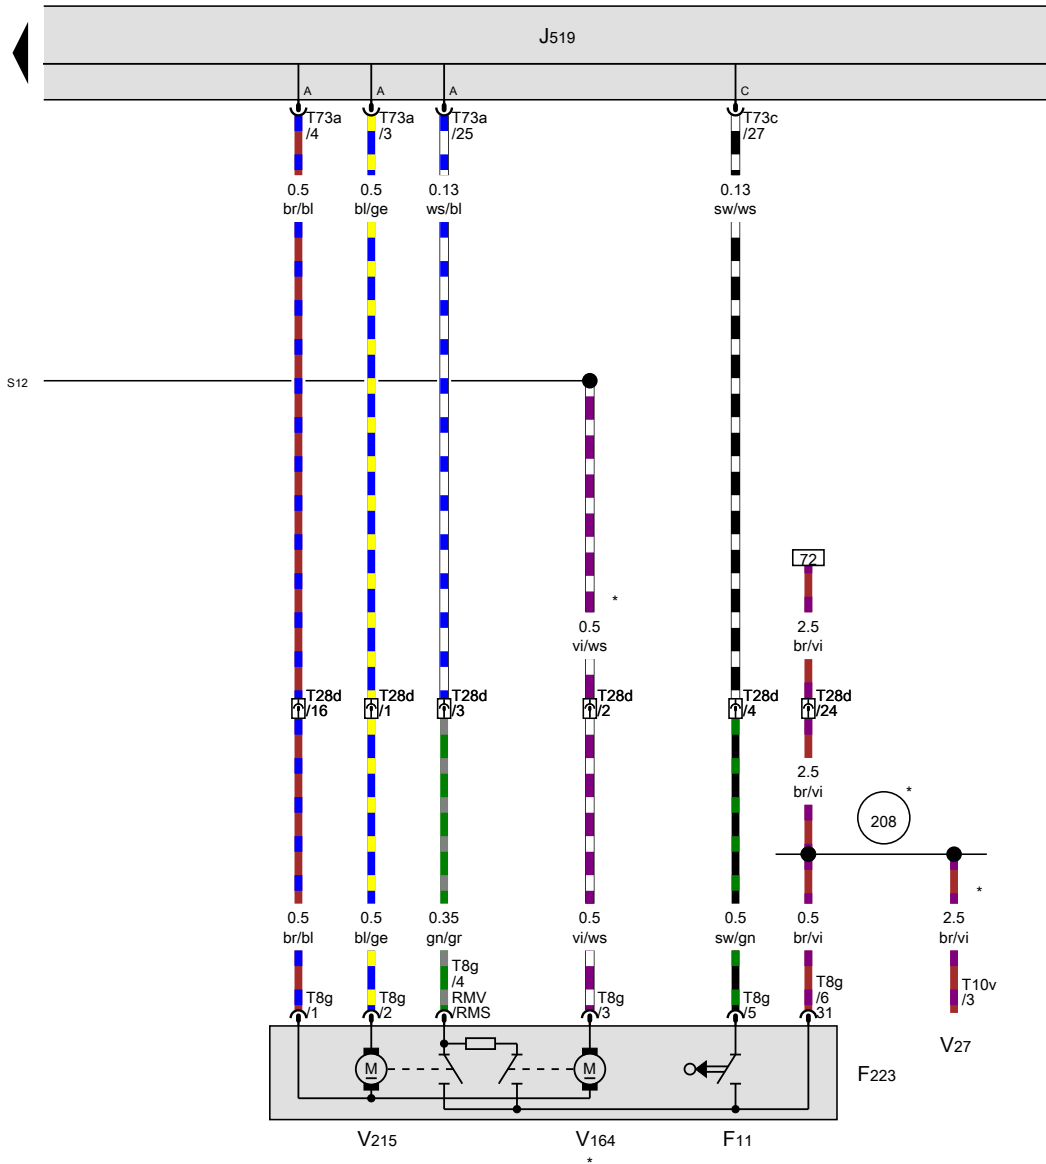 J519
A
A
A
C
T73a
/4
T73a
/3
T73a
/25
T73c
/27
0.5
br/bl
0.5
bl/ge
0.13
ws/bl
0.13
sw/ws
S12
72
*
0.5
vi/ws
2.5
br/vi
T28d
/16
T28d
/1
T28d
/3
T28d
/2
T28d
/4
T28d
/24
2.5
br/vi
208
*
*
0.5
br/bl
0.5
bl/ge
0.35
gn/gr
0.5
vi/ws
0.5
sw/gn
0.5
br/vi
2.5
br/vi
T8g
/1
T8g
/2
T8g
/4
RMV
/RMS
T8g
/3
T8g
/5
T8g
/6
31
T10v
/3
V27
M
M
F223
V215
V164
*
F11